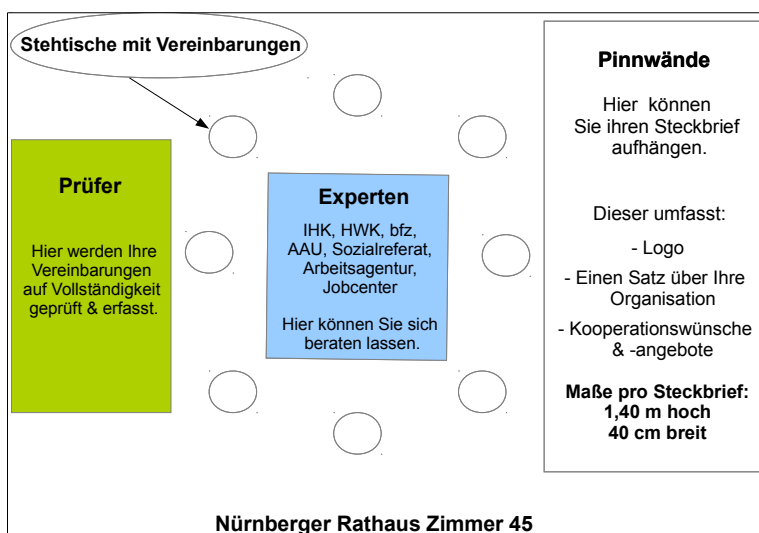 Stehtische mit Vereinbarungen
Prüfer
Hier werden Ihre
Vereinbarungen
auf Vollständigkeit
geprüft & erfasst.
Experten
IHK, HWK, bfz,
AAU, Sozialreferat,
Arbeitsagentur,
Jobcenter
Hier können Sie sich
beraten lassen.
Pinnwände
Hier können
Sie ihren Steckbrief
aufhängen.
Dieser umfasst:
- Logo
- Einen Satz über Ihre
Organisation
- Kooperationswünsche
& -angebote
Maße pro Steckbrief:
1,40 m hoch
40 cm breit
Nürnberger Rathaus Zimmer 45